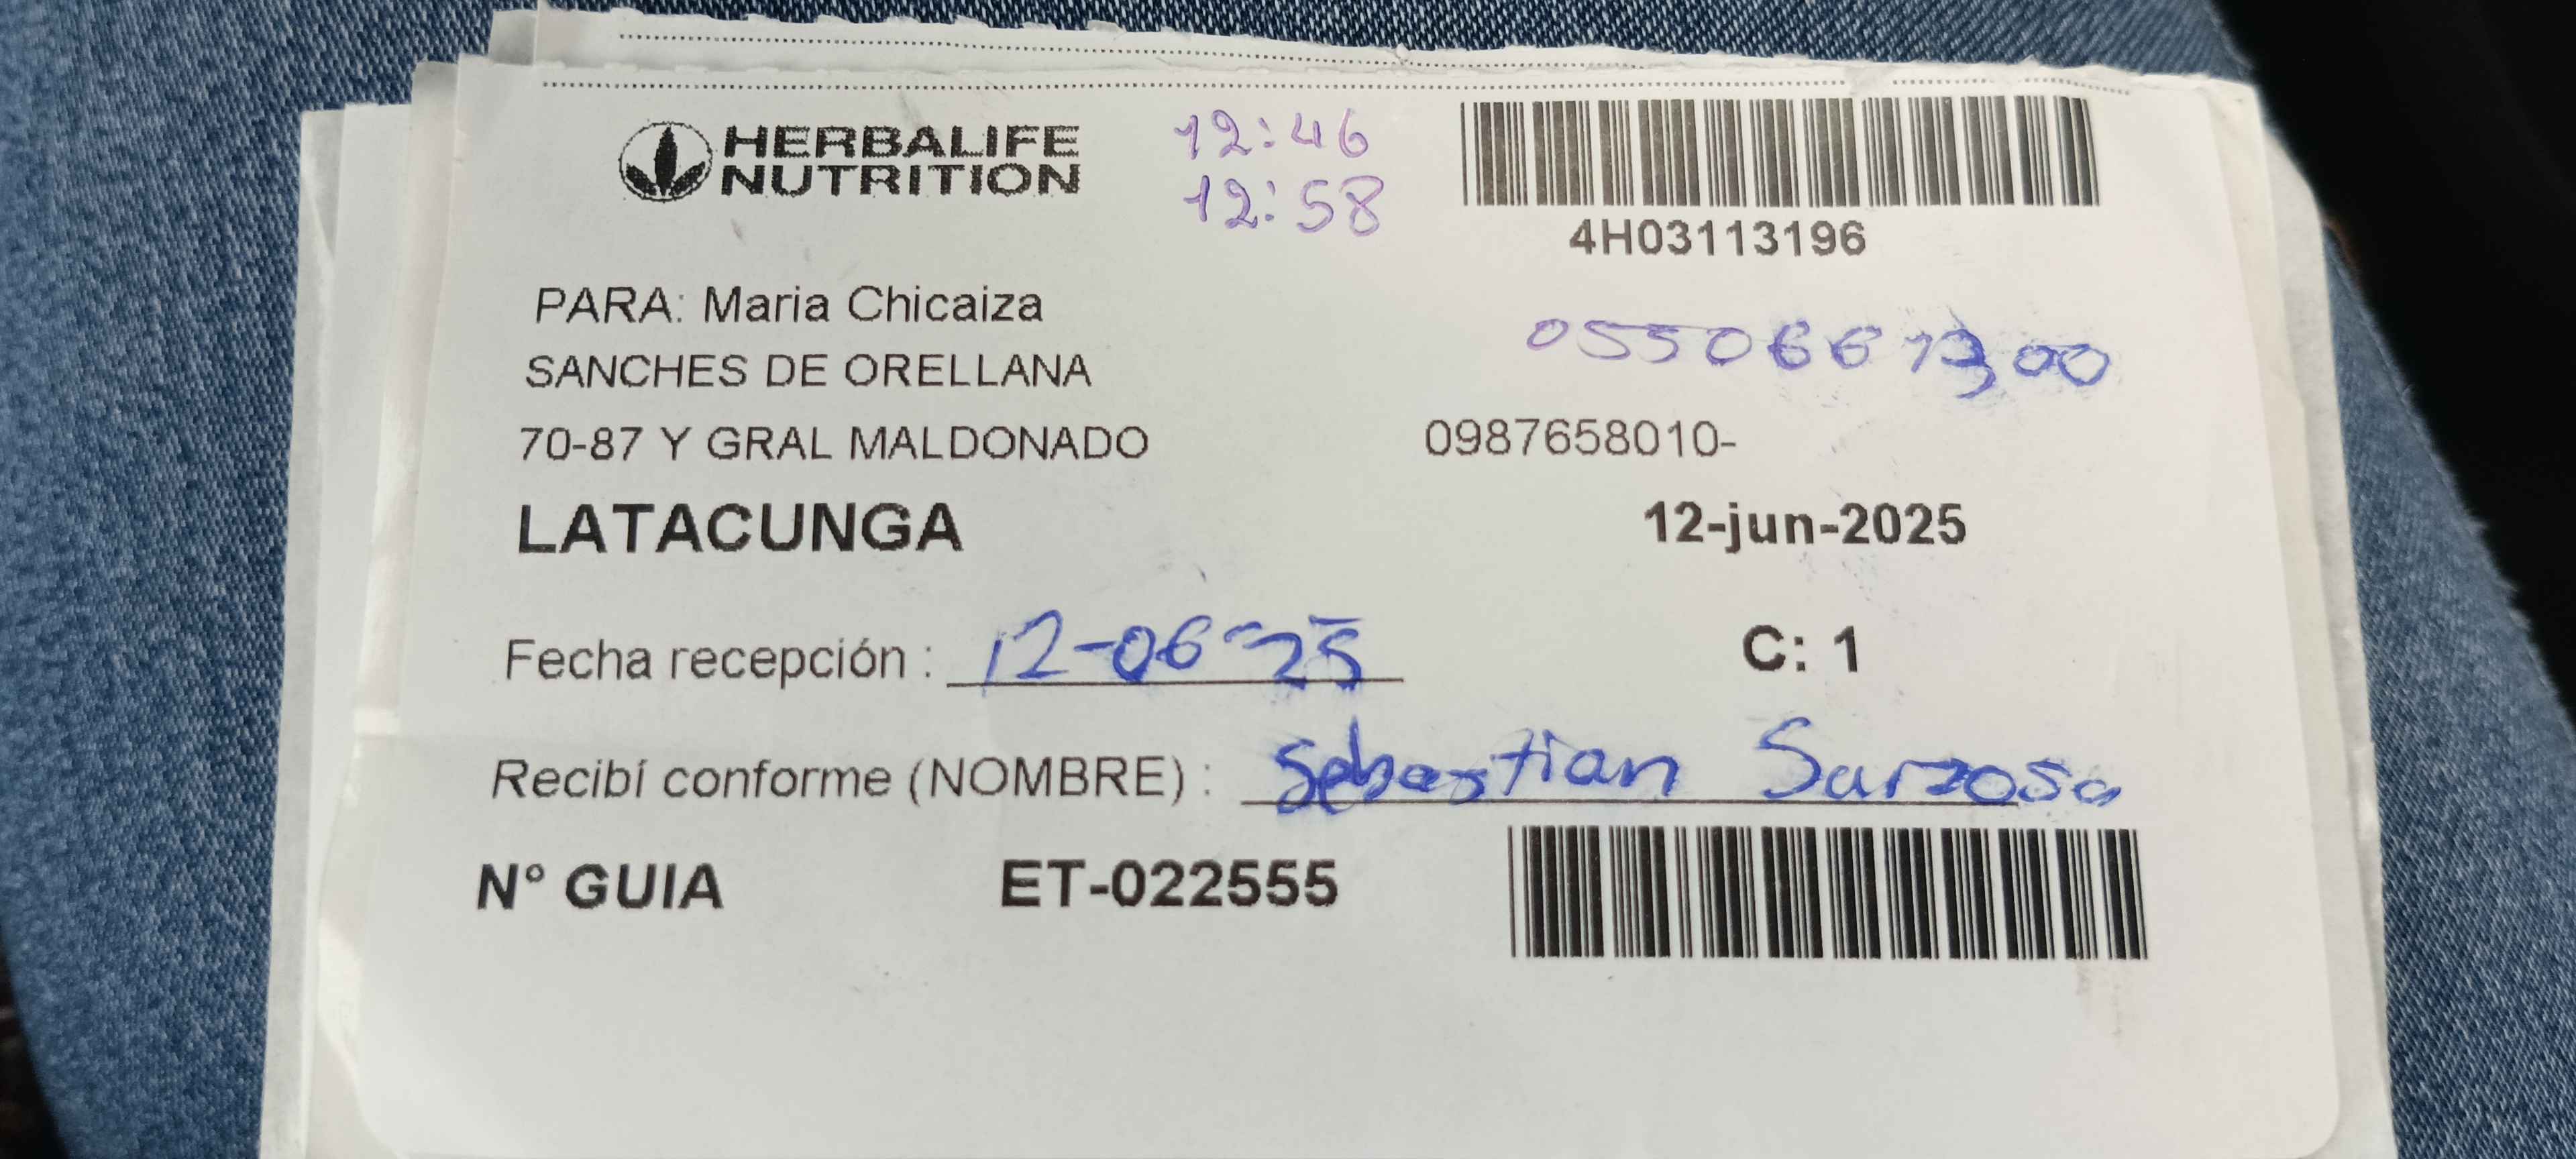 HERBALIFE
NUTRITION
12:46
12:58
4H03113196
PARA: Maria Chicaiza
SANCHES DE ORELLANA
70-87 Y GRAL MALDONADO
0987658010-
LATACUNGA
12-jun-2025
Fecha recepción : 12-06-25
C: 1
Recibí conforme (NOMBRE) : Sebastian Sarzosa
N° GUIA ET-022555